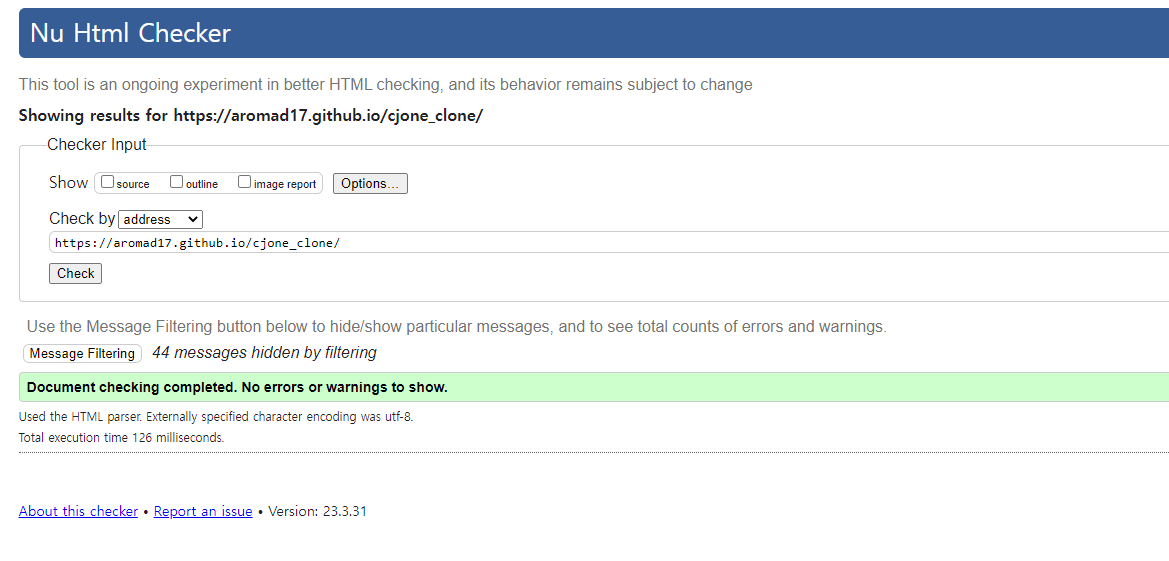 Nu Html Checker
This tool is an ongoing experiment in better HTML checking, and its behavior remains subject to change
Showing results for https://aromad17.github.io/cjone_clone/
Checker Input
Show source outline image report Options...
Check by address
https://aromad17.github.io/cjone_clone/
Check
Use the Message Filtering button below to hide/show particular messages, and to see total counts of errors and warnings.
Message Filtering 44 messages hidden by filtering
Document checking completed. No errors or warnings to show.
Used the HTML parser. Externally specified character encoding was utf-8.
Total execution time 126 milliseconds.
About this checker • Report an issue • Version: 23.3.31